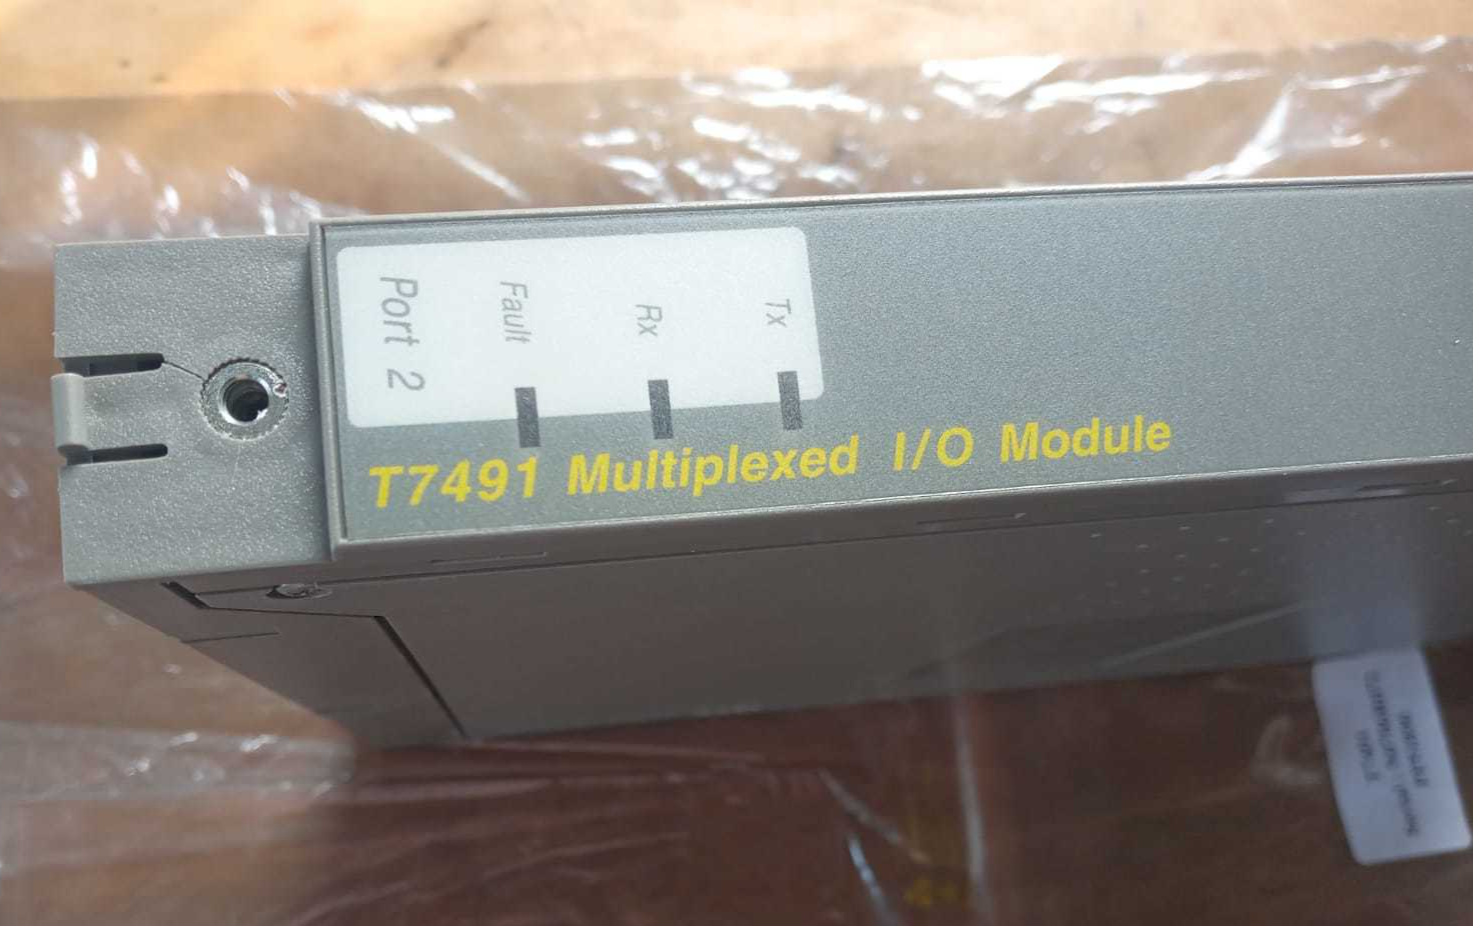 Port 2
Fault
Rx
Tx
T7491 Multiplexed I/O Module